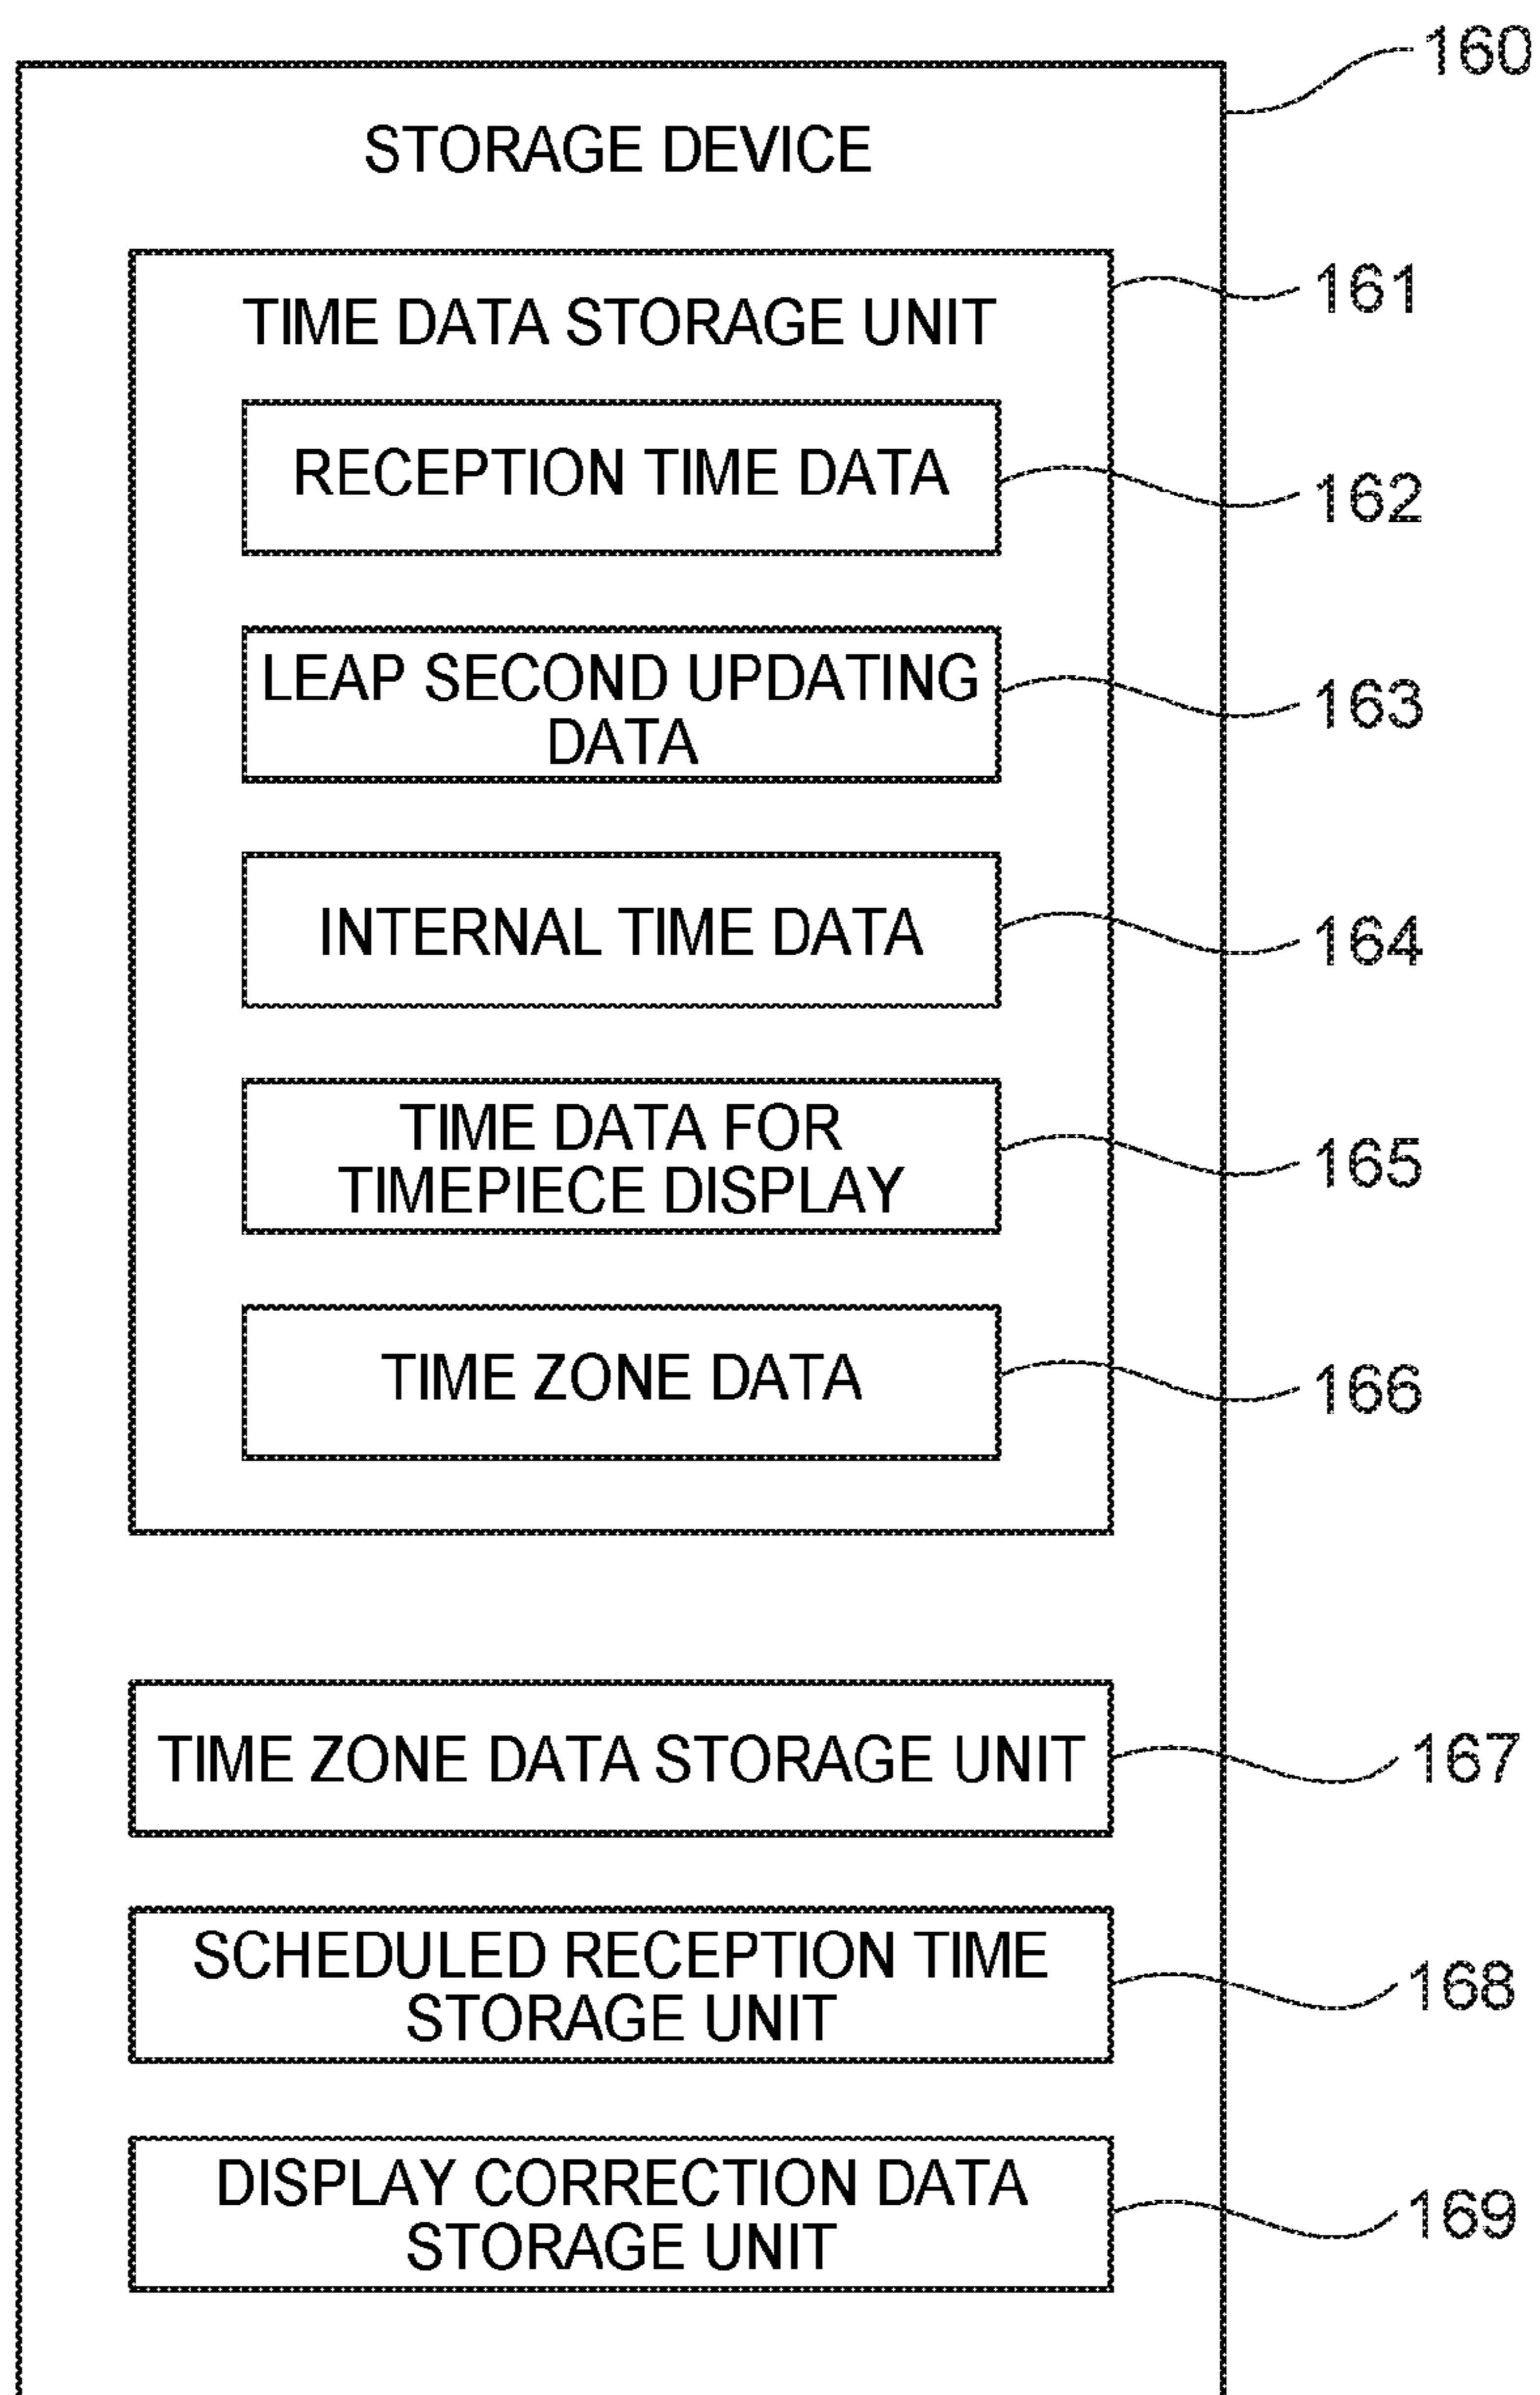 160
STORAGE DEVICE
161
TIME DATA STORAGE UNIT
RECEPTION TIME DATA
162
LEAP SECOND UPDATING
DATA
163
INTERNAL TIME DATA
164
TIME DATA FOR
TIMEPIECE DISPLAY
165
TIME ZONE DATA
166
TIME ZONE DATA STORAGE UNIT
167
SCHEDULED RECEPTION TIME
STORAGE UNIT
168
DISPLAY CORRECTION DATA
STORAGE UNIT
169